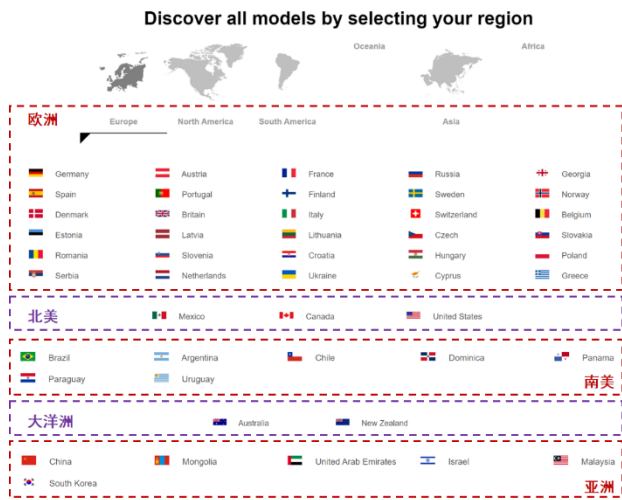 Discover all models by selecting your region
Oceania Africa
欧洲 Europe North America South America Asia
Germany Austria France Russia Georgia
Spain Portugal Finland Sweden Norway
Denmark Britain Italy Switzerland Belgium
Estonia Latvia Lithuania Czech Slovakia
Romania Slovenia Croatia Hungary Poland
Serbia Netherlands Ukraine Cyprus Greece
北美 Mexico Canada United States
Brazil Argentina Chile Dominica Panama
Paraguay Uruguay 南美
大洋洲 Australia New Zealand
China Mongolia United Arab Emirates Israel Malaysia
South Korea 亚洲